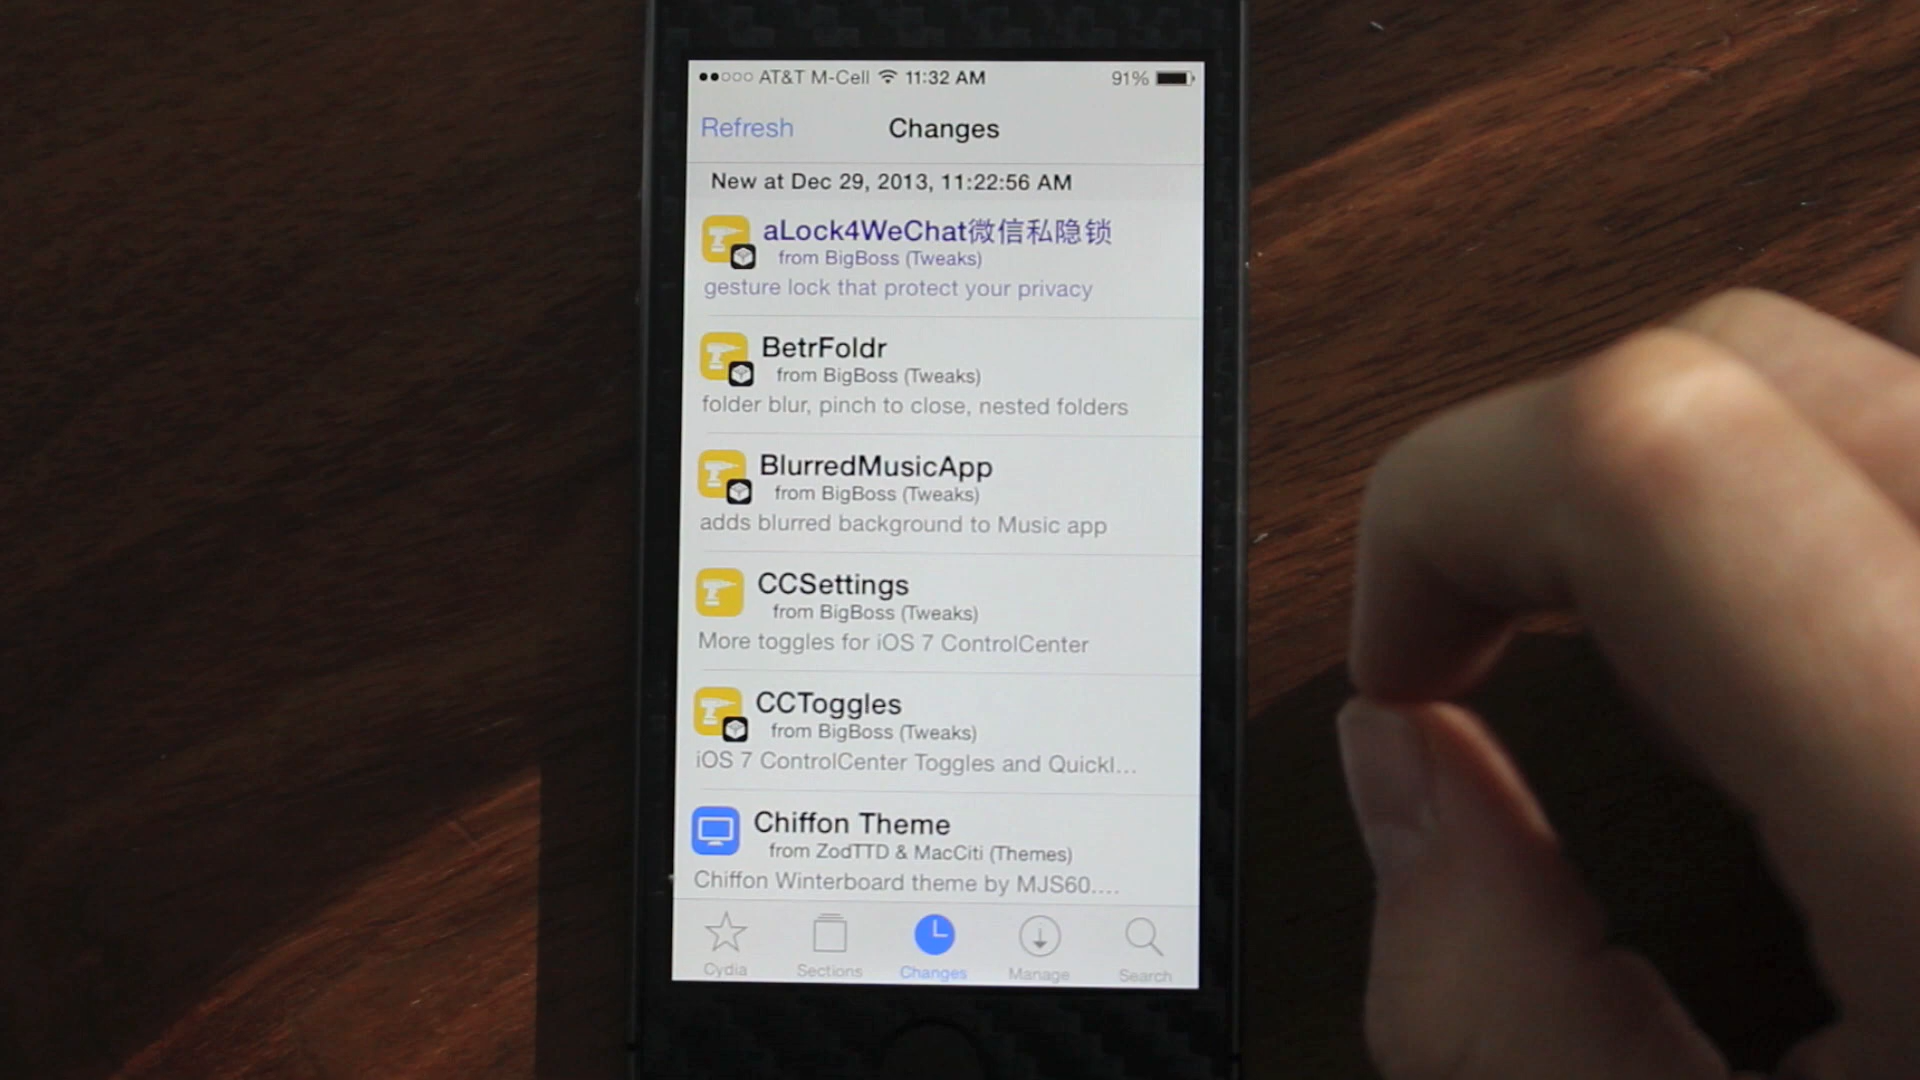 AT&T M-Cell 11:32 AM 91%
Refresh Changes
New at Dec 29, 2013, 11:22:56 AM
aLock4WeChat微信私隐锁
from BigBoss (Tweaks)
gesture lock that protect your privacy
BetrFoldr
from BigBoss (Tweaks)
folder blur, pinch to close, nested folders
BlurredMusicApp
from BigBoss (Tweaks)
adds blurred background to Music app
CCSettings
from BigBoss (Tweaks)
More toggles for iOS 7 ControlCenter
CCToggles
from BigBoss (Tweaks)
iOS 7 ControlCenter Toggles and Quickl...
Chiffon Theme
from ZodTTD & MacCiti (Themes)
Chiffon Winterboard theme by MJS60....
Cydia Sections Changes Manage Search